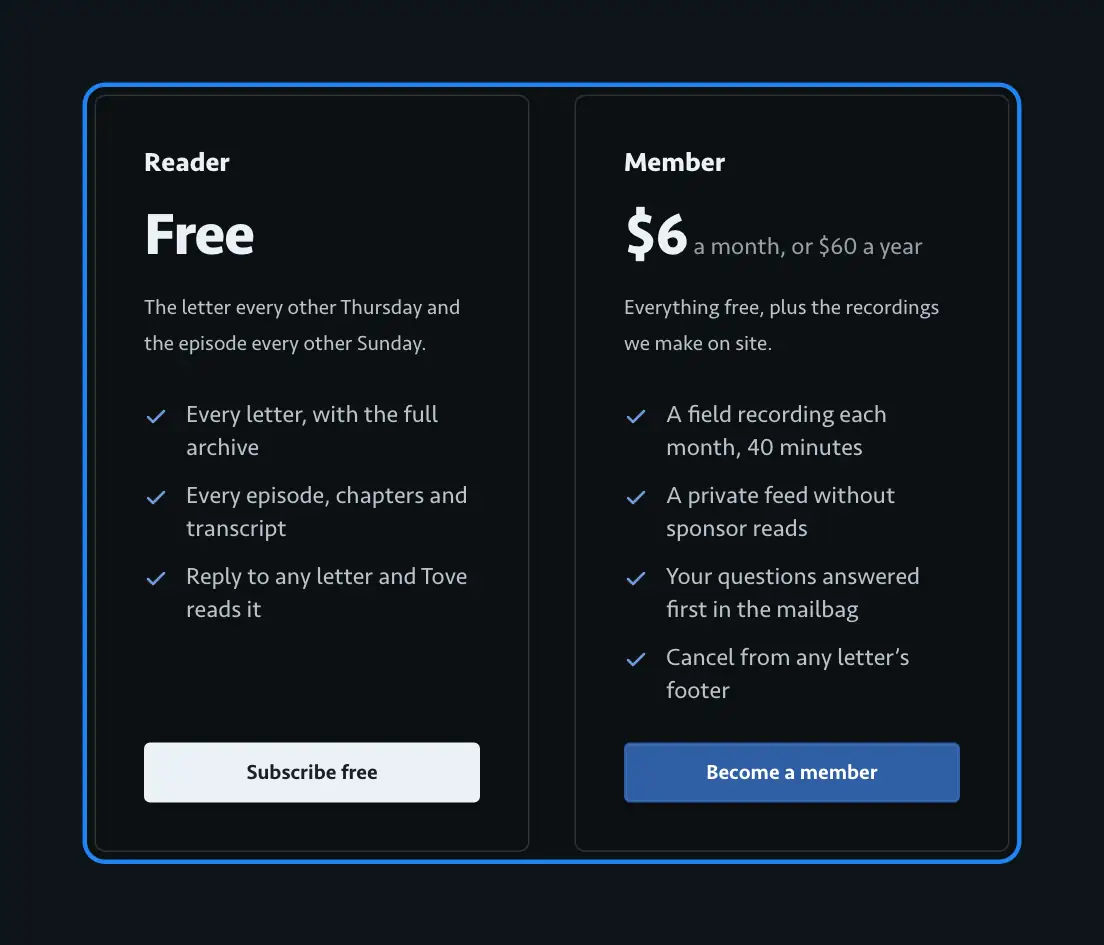 Reader
Free
The letter every other Thursday and
the episode every other Sunday.
Every letter, with the full
archive
Every episode, chapters and
transcript
Reply to any letter and Tove
reads it
Subscribe free
Member
$6 a month, or $60 a year
Everything free, plus the recordings
we make on site.
A field recording each
month, 40 minutes
A private feed without
sponsor reads
Your questions answered
first in the mailbag
Cancel from any letter’s
footer
Become a member